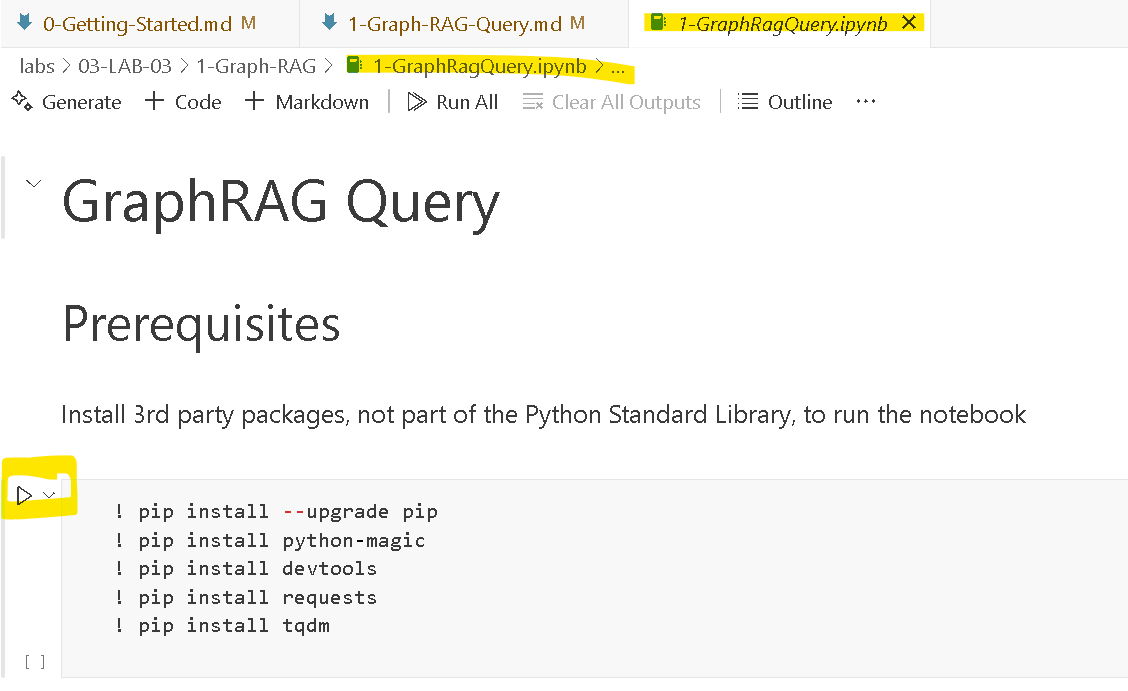 0-Getting-Started.md M 1-Graph-RAG-Query.md M 1-GraphRagQuery.ipynb
labs > 03-LAB-03 > 1-Graph-RAG > 1-GraphRagQuery.ipynb > ...
Generate + Code + Markdown Run All Clear All Outputs Outline ...
GraphRAG Query
Prerequisites
Install 3rd party packages, not part of the Python Standard Library, to run the notebook
! pip install --upgrade pip
! pip install python-magic
! pip install devtools
! pip install requests
! pip install tqdm
[ ]